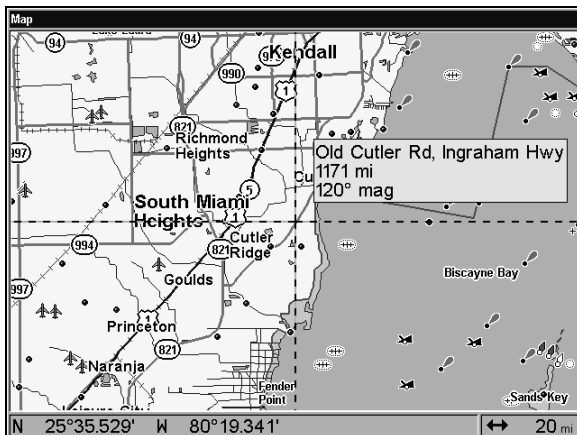 Map
94
94
Kendall
990
1
997
821
Richmond
Heights
Old Cutler Rd, Ingraham Hwy
1171 mi
120° mag
South Miami
Heights
5
1
Cutler
Ridge
994
821
Biscayne Bay
997
Goulds
1
Princeton
821
Naranja
Fender
Point
Sands Key
N 25°35.529' W 80°19.341' 20 mi